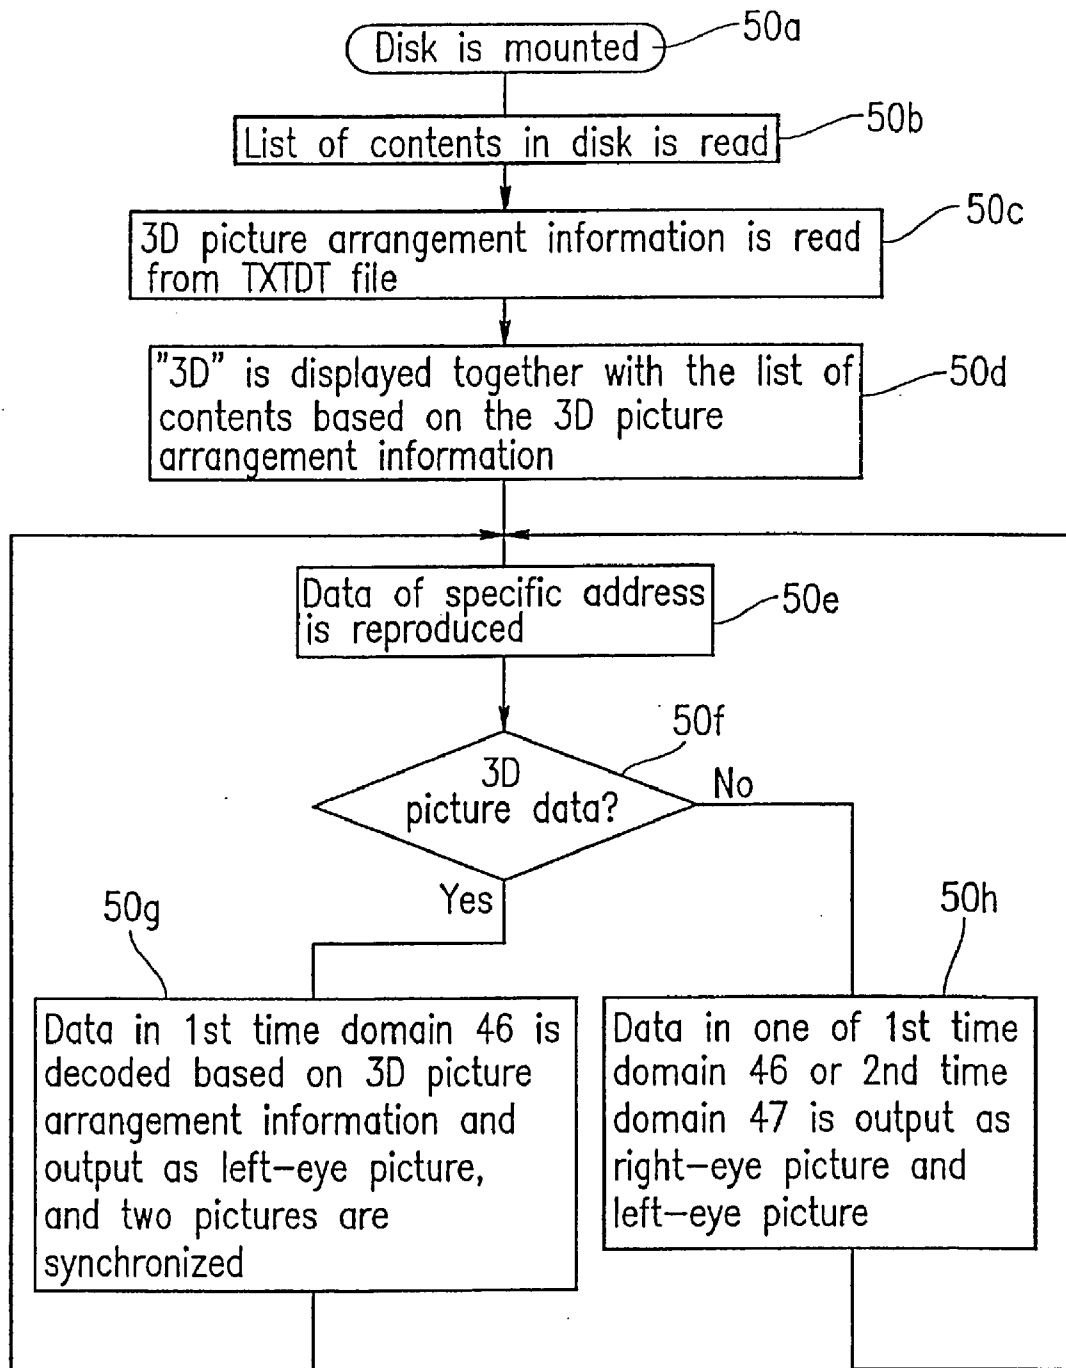 Disk is mounted
50a
List of contents in disk is read
50b
3D picture arrangement information is read
from TXTDT file
50c
"3D" is displayed together with the list of
contents based on the 3D picture
arrangement information
50d
Data of specific address
is reproduced
50e
3D
picture data?
50f
No
Yes
50g
Data in 1st time domain 46 is
decoded based on 3D picture
arrangement information and
output as left-eye picture,
and two pictures are
synchronized
50h
Data in one of 1st time
domain 46 or 2nd time
domain 47 is output as
right-eye picture and
left-eye picture